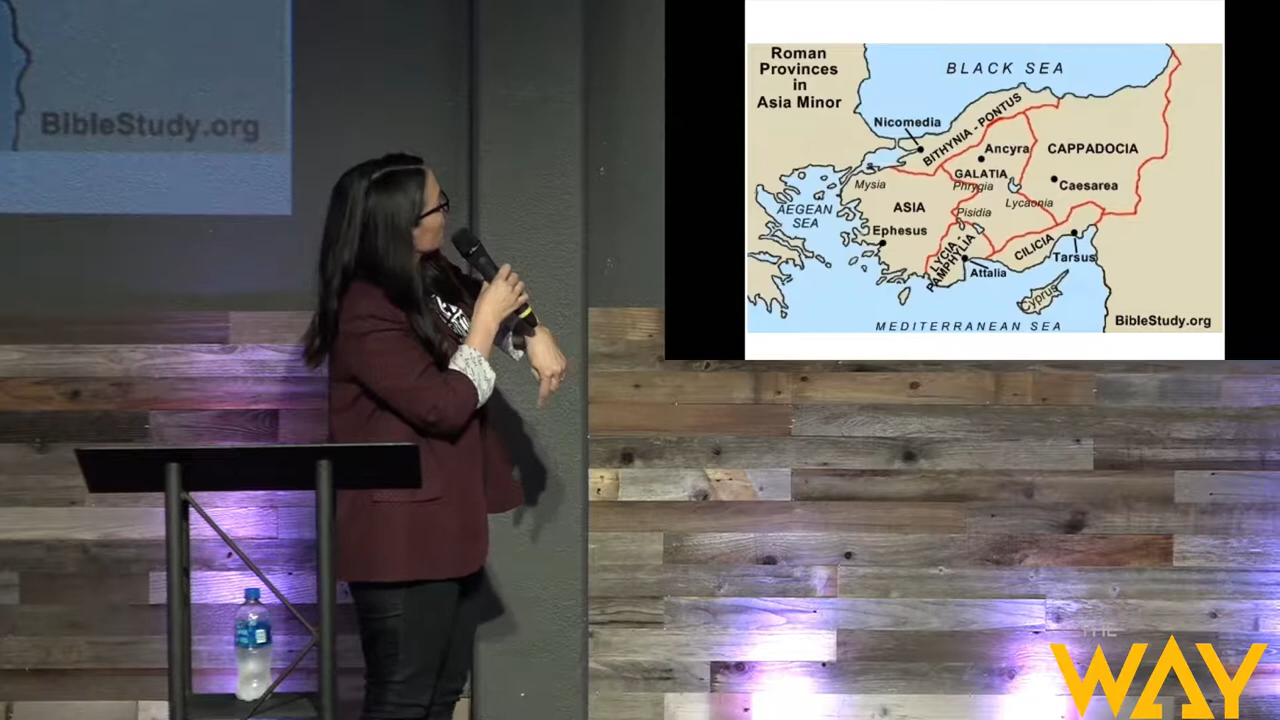 BibleStudy.org
Roman
Provinces
in
Asia Minor
BLACK SEA
Nicomedia
BITHYNIA - PONTUS
Ancyra
CAPPADOCIA
GALATIA
Mysia
Phrygia
Caesarea
Lycaonia
AEGEAN
SEA
ASIA
Pisidia
Ephesus
LYCIA -
PAMPHYLIA
CILICIA
Tarsus
Attalia
Cyprus
MEDITERRANEAN SEA
BibleStudy.org
THE
WAY